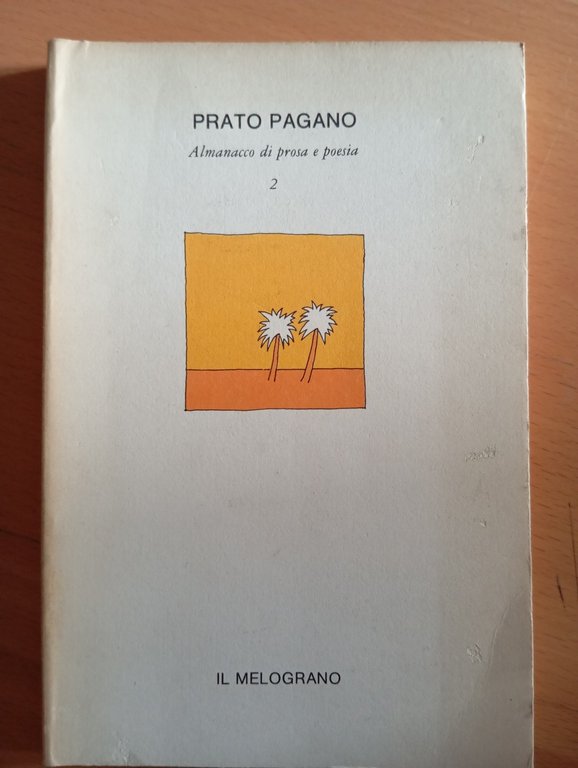 PRATO PAGANO
Almanacco di prosa e poesia
2
IL MELOGRANO